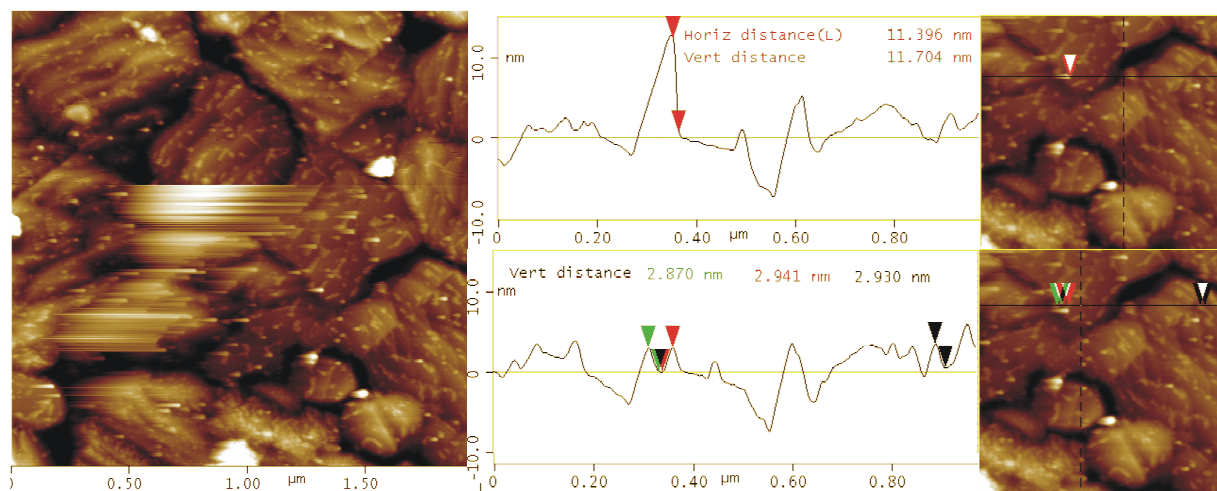 0
0.50
1.00
µm
1.50
10.0
nm
0
-10.0
Horiz distance(L) 11.396 nm
Vert distance 11.704 nm
0
0.20
0.40
µm
0.60
0.80
Vert distance 2.870 nm 2.941 nm 2.930 nm
10.0
nm
0
-10.0
0
0.20
0.40
µm
0.60
0.80